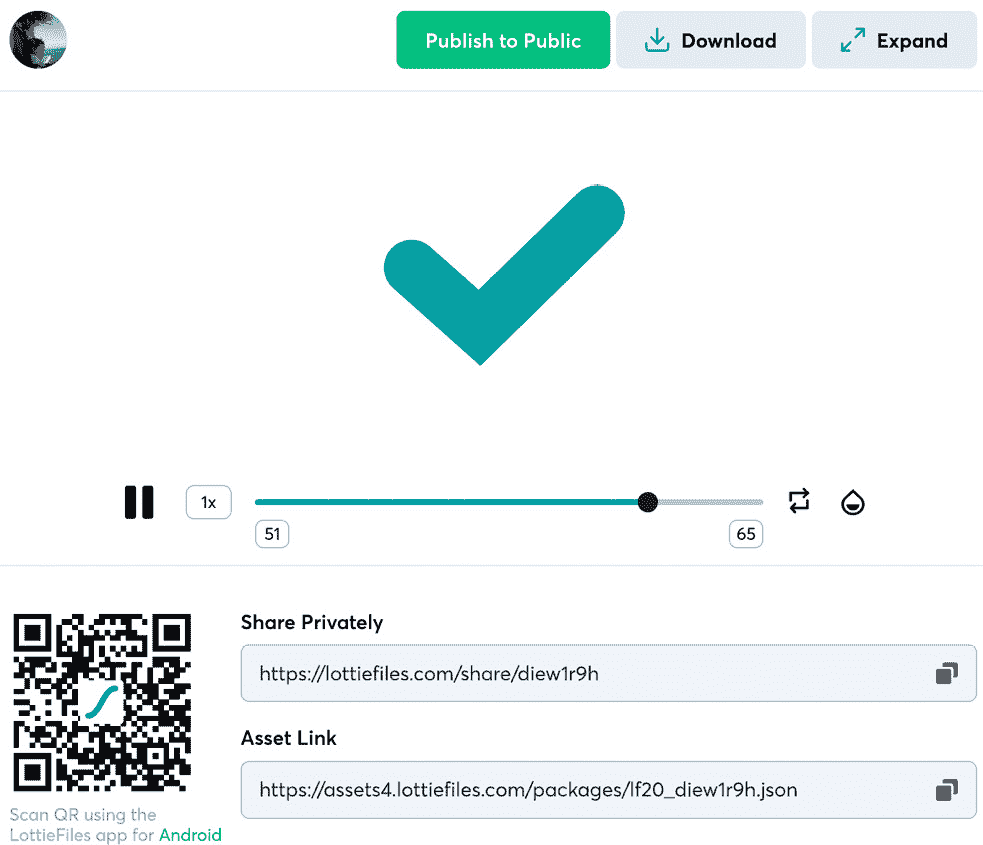 Publish to Public
Download
Expand
1x
51
65
Share Privately
https://lottiefiles.com/share/diew1r9h
Asset Link
https://assets4.lottiefiles.com/packages/lf20_diew1r9h.json
Scan QR using the
LottieFiles app for Android